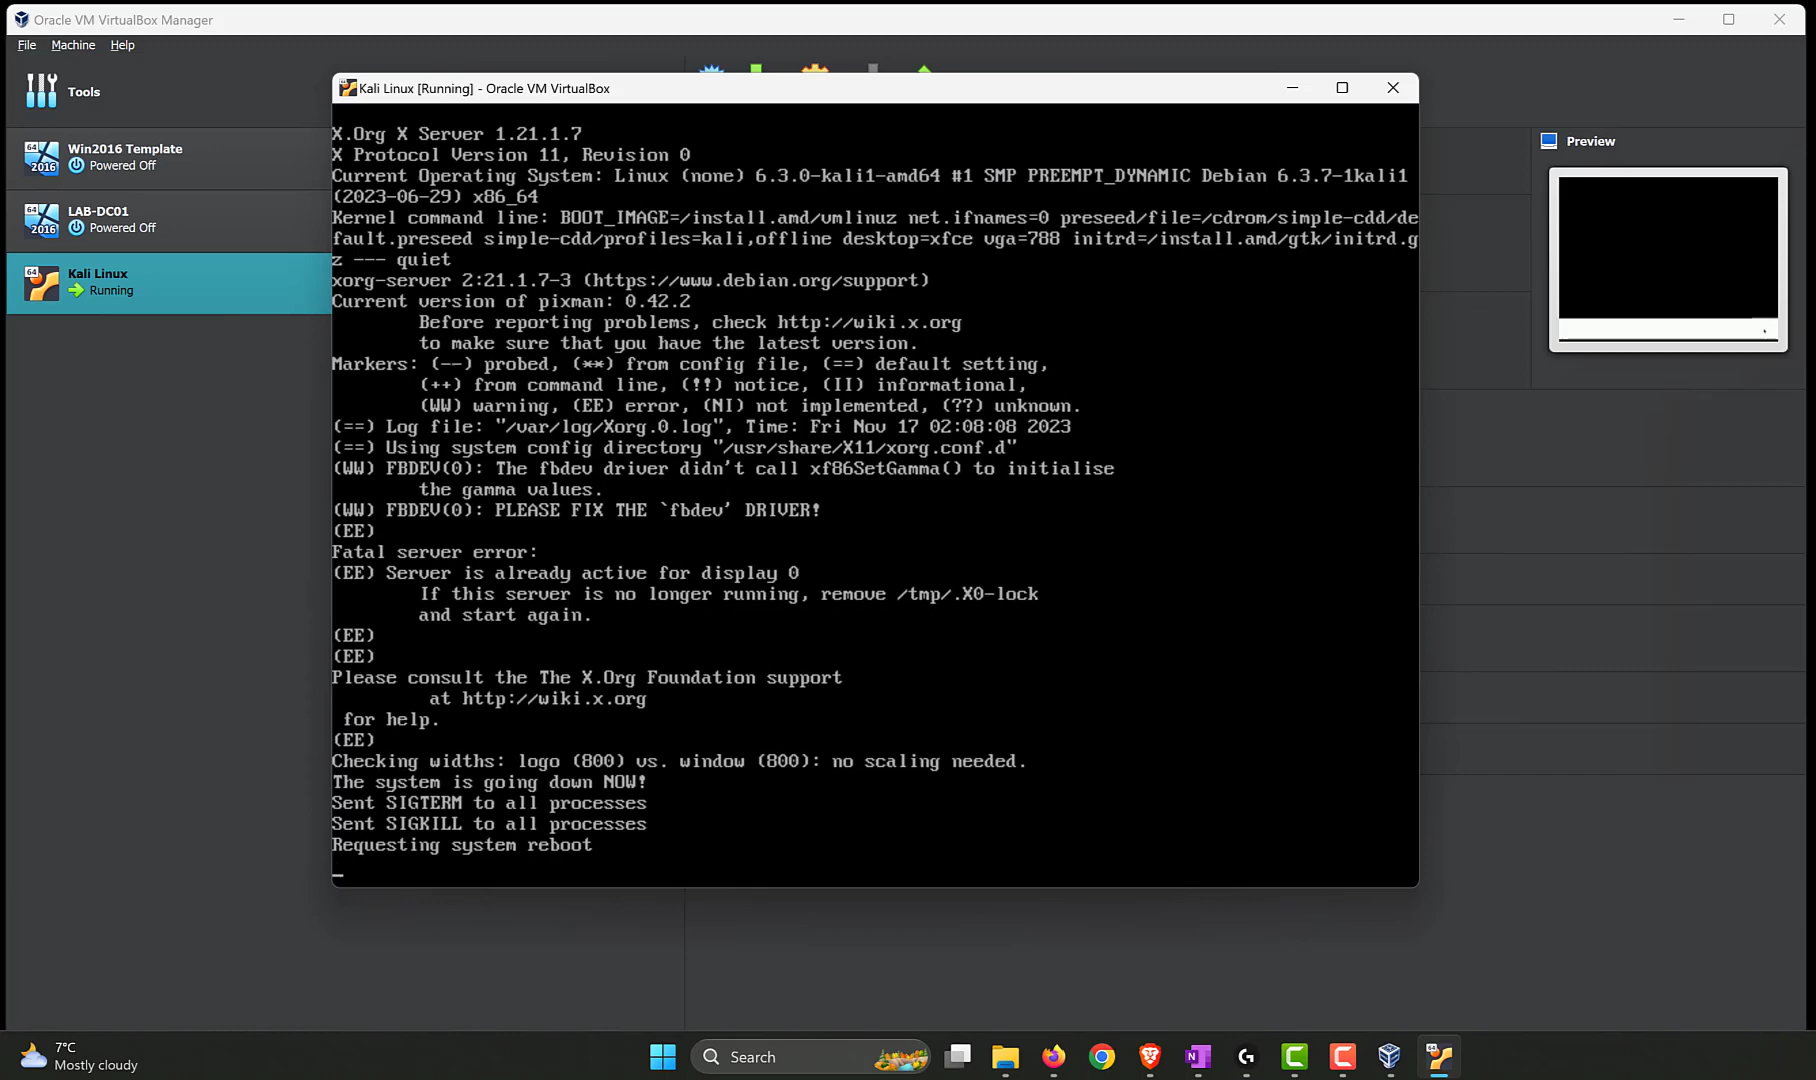 Oracle VM VirtualBox Manager
File Machine Help
Tools
64
2016
Win2016 Template
Powered Off
64
2016
LAB-DC01
Powered Off
64
Kali Linux
Running
Kali Linux [Running] - Oracle VM VirtualBox
X.Org X Server 1.21.1.7
X Protocol Version 11, Revision 0
Current Operating System: Linux (none) 6.3.0-kali1-amd64 #1 SMP PREEMPT_DYNAMIC Debian 6.3.7-1kali1
(2023-06-29) x86_64
Kernel command line: BOOT_IMAGE=/install.amd/vmlinuz net.ifnames=0 preseed/file=/cdrom/simple-cdd/de
fault.preseed simple-cdd/profiles=kali,offline desktop=xfce vga=788 initrd=/install.amd/gtk/initrd.g
z --- quiet
xorg-server 2:21.1.7-3 (https://www.debian.org/support)
Current version of pixman: 0.42.2
Before reporting problems, check http://wiki.x.org
to make sure that you have the latest version.
Markers: (--) probed, (**) from config file, (==) default setting,
(++) from command line, (!!) notice, (II) informational,
(WW) warning, (EE) error, (NI) not implemented, (??) unknown.
(==) Log file: "/var/log/Xorg.0.log", Time: Fri Nov 17 02:08:08 2023
(==) Using system config directory "/usr/share/X11/xorg.conf.d"
(WW) FBDEV(0): The fbdev driver didn't call xf86SetGamma() to initialise
the gamma values.
(WW) FBDEV(0): PLEASE FIX THE `fbdev' DRIVER!
(EE)
Fatal server error:
(EE) Server is already active for display 0
If this server is no longer running, remove /tmp/.X0-lock
and start again.
(EE)
(EE)
Please consult the The X.Org Foundation support
at http://wiki.x.org
for help.
(EE)
Checking widths: logo (800) vs. window (800): no scaling needed.
The system is going down NOW!
Sent SIGTERM to all processes
Sent SIGKILL to all processes
Requesting system reboot
_
Preview
7°C
Mostly cloudy
Search